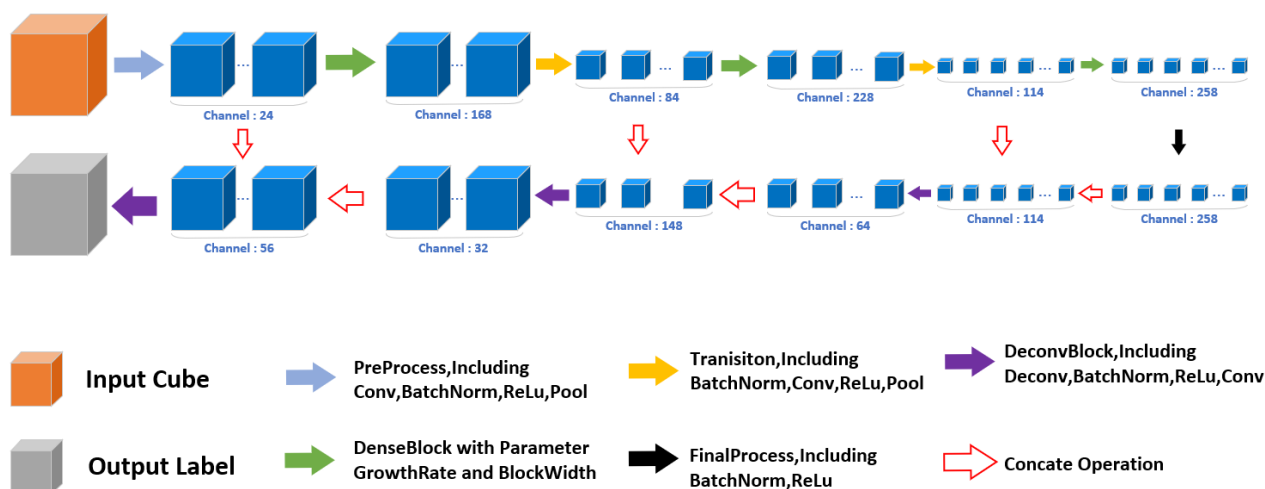 Channel : 24
Channel : 168
Channel : 84
Channel : 228
Channel : 114
Channel : 258
Channel : 56
Channel : 32
Channel : 148
Channel : 64
Channel : 114
Channel : 258
Input Cube
PreProcess,Including
Conv,BatchNorm,ReLu,Pool
Tranisiton,Including
BatchNorm,Conv,ReLu,Pool
DeconvBlock,Including
Deconv,BatchNorm,ReLu,Conv
Output Label
DenseBlock with Parameter
GrowthRate and BlockWidth
FinalProcess,Including
BatchNorm,ReLu
Concate Operation